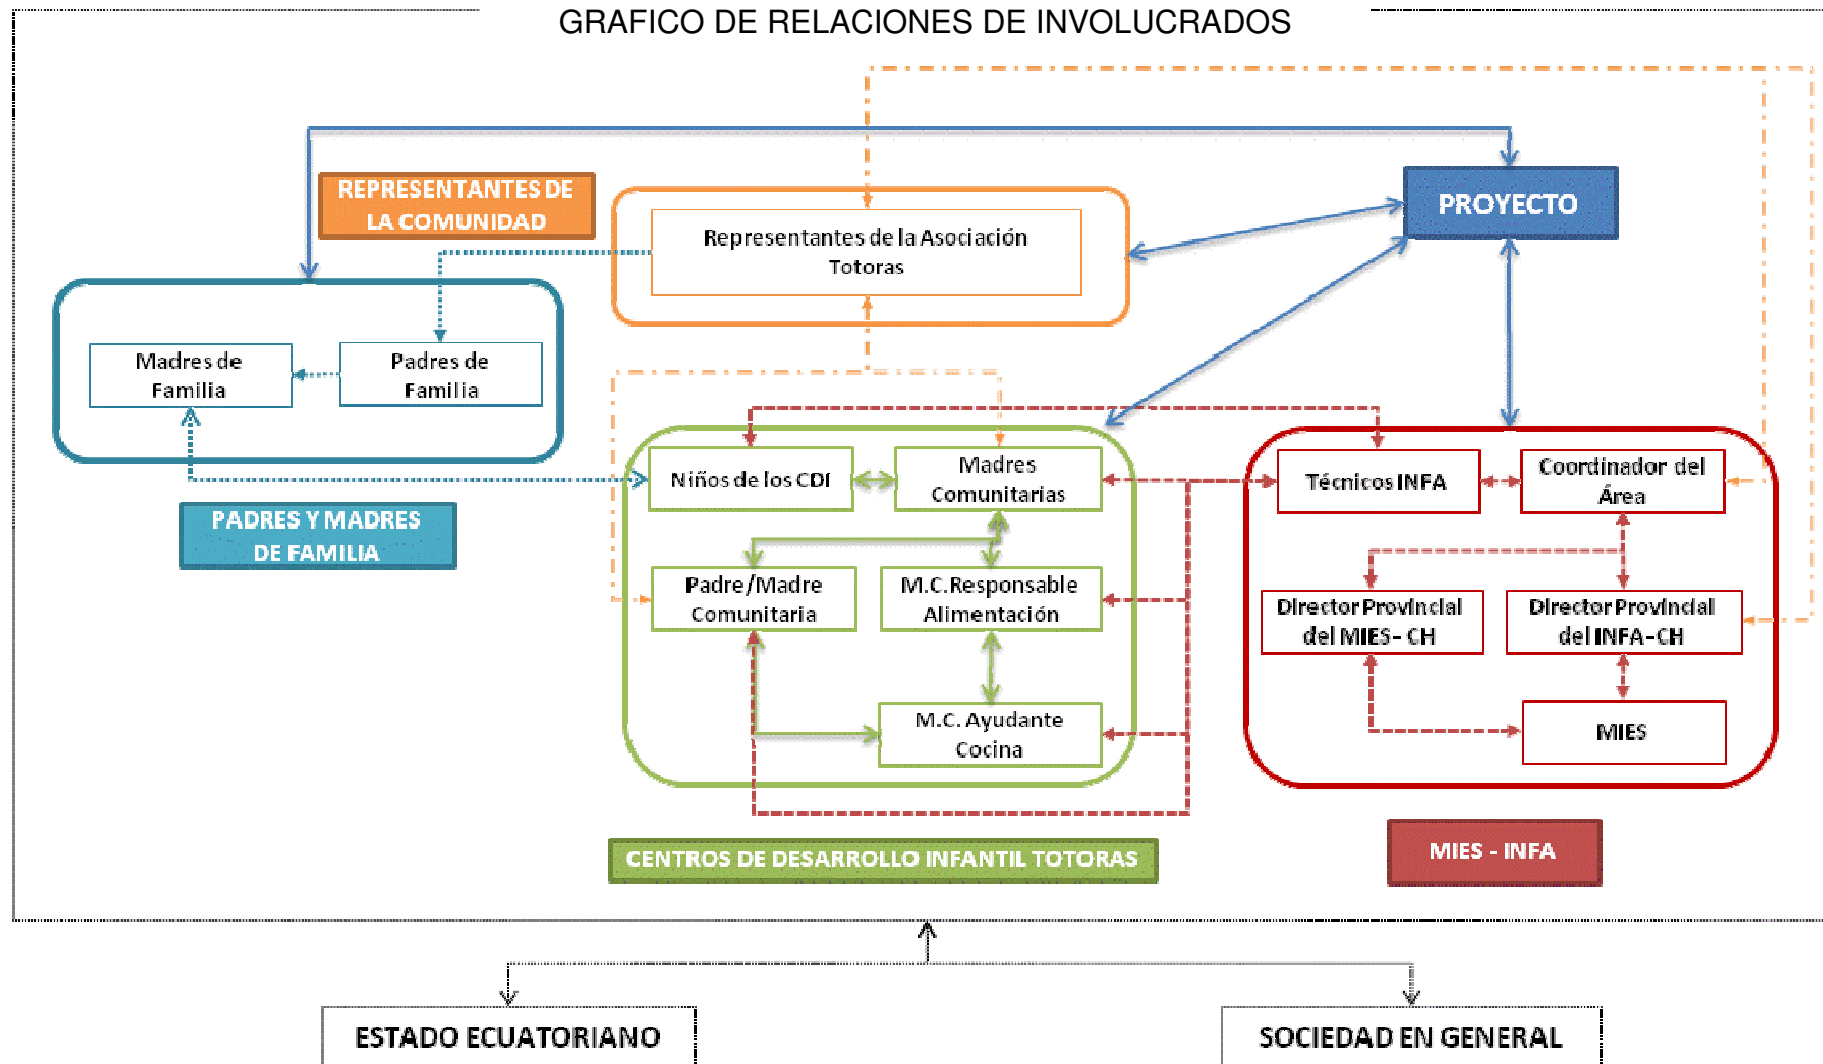 GRAFICO DE RELACIONES DE INVOLUCRADOS
REPRESENTANTES DE
LA COMUNIDAD
Representantes de la Asociación
Totoras
PROYECTO
Madres de
Familia
Padres de
Familia
PADRES Y MADRES
DE FAMILIA
Niños de los CDI
Madres
Comunitarias
Padre/Madre
Comunitaria
M.C.Responsable
Alimentación
M.C. Ayudante
Cocina
CENTROS DE DESARROLLO INFANTIL TOTORAS
Técnicos INFA
Coordinador del
Área
Director Provincial
del MIES- CH
Director Provincial
del INFA-CH
MIES
MIES - INFA
ESTADO ECUATORIANO
SOCIEDAD EN GENERAL